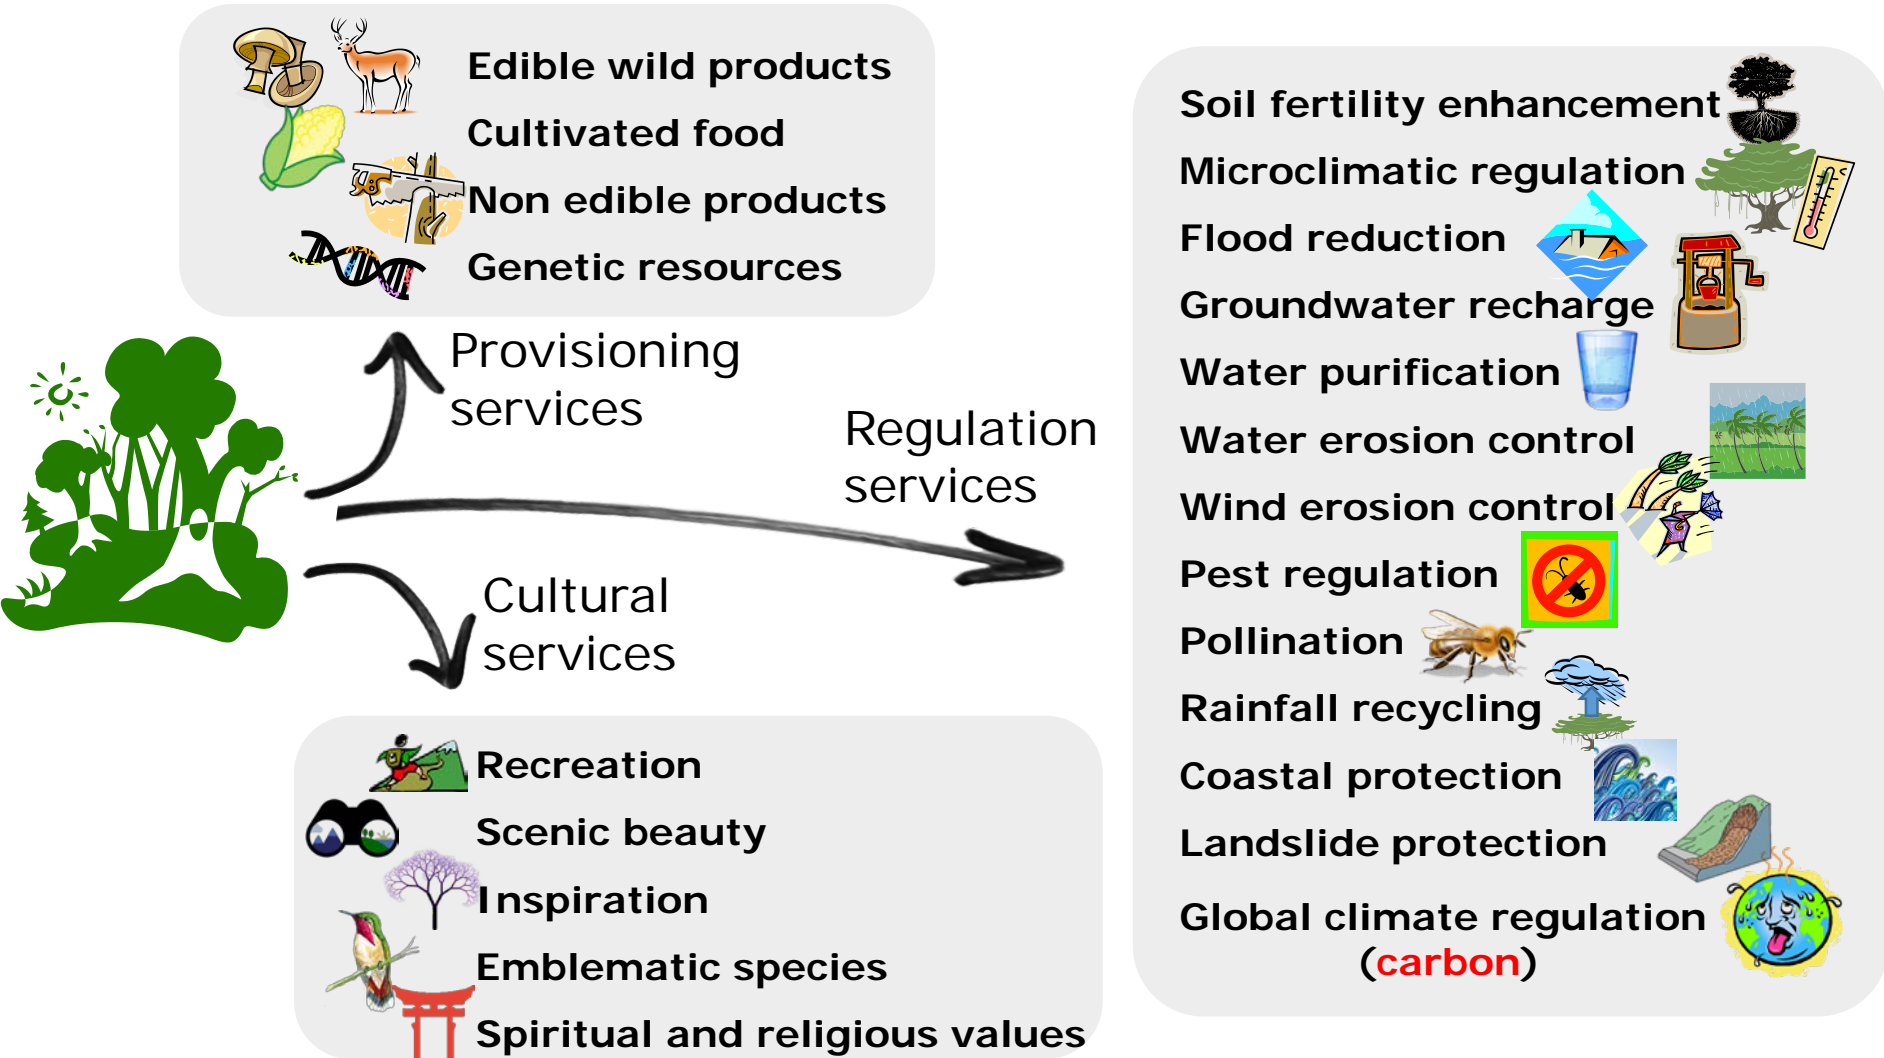 Edible wild products
Cultivated food
Non edible products
Genetic resources
Provisioning
services
Regulation
services
Cultural
services
Recreation
Scenic beauty
Inspiration
Emblematic species
Spiritual and religious values
Soil fertility enhancement
Microclimatic regulation
Flood reduction
Groundwater recharge
Water purification
Water erosion control
Wind erosion control
Pest regulation
Pollination
Rainfall recycling
Coastal protection
Landslide protection
Global climate regulation
(carbon)